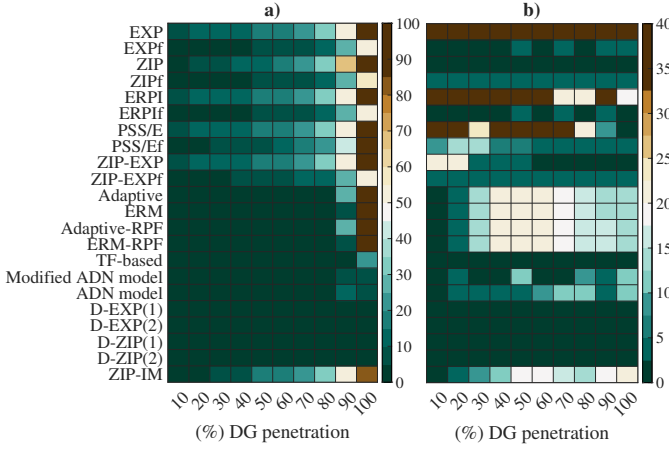 a)
b)
EXP
EXPf
ZIP
ZIPf
ERPI
ERPIf
PSS/E
PSS/Ef
ZIP-EXP
ZIP-EXPf
Adaptive
ERM
Adaptive-RPF
ERM-RPF
TF-based
Modified ADN model
ADN model
D-EXP(1)
D-EXP(2)
D-ZIP(1)
D-ZIP(2)
ZIP-IM
100
90
80
70
60
50
40
30
20
10
0
40
35
30
25
20
15
10
5
0
10 20 30 40 50 60 70 80 90 100
10 20 30 40 50 60 70 80 90 100
(%) DG penetration
(%) DG penetration